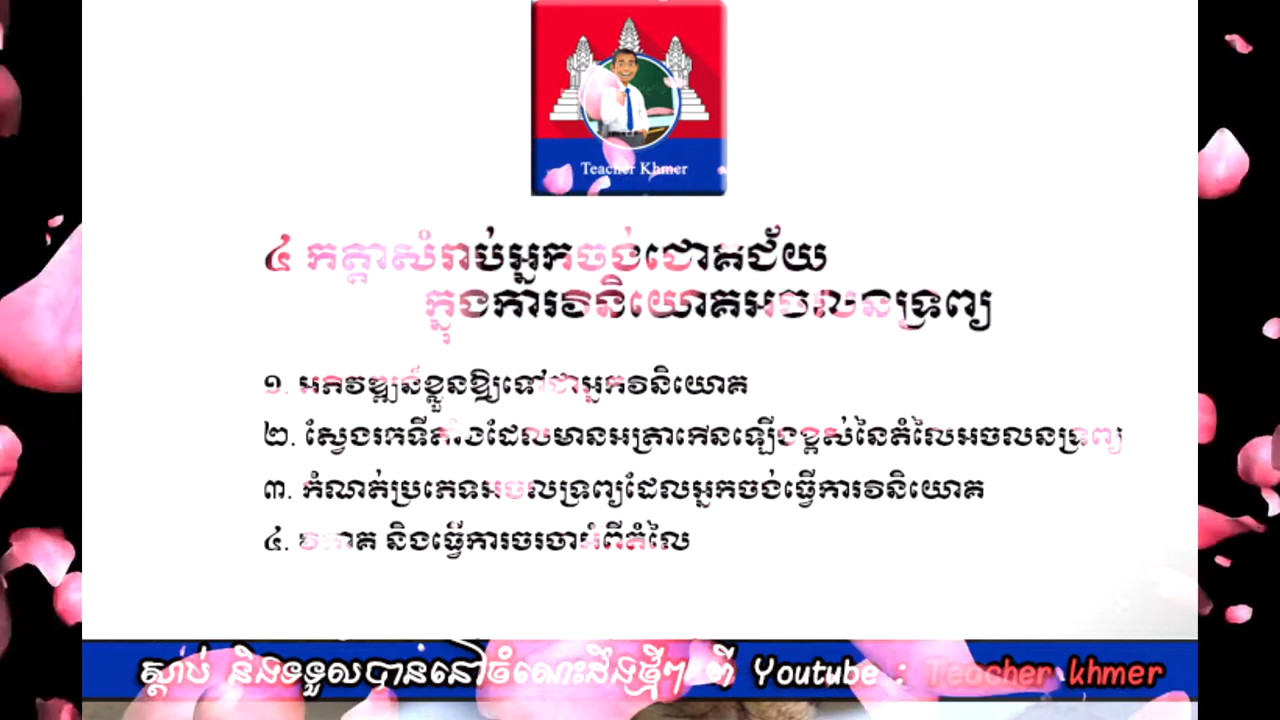 Teacher Khmer
៤ កត្តាសំរាប់អ្នកចង់ជោគជ័យ
ក្នុងការវិនិយោគអចលនទ្រព្យ
១. អភិវឌ្ឍន៍ខ្លួនឱ្យទៅជាអ្នកវិនិយោគ
២. ស្វែងរកទីតាំងដែលមានអត្រាកើនឡើងខ្ពស់នៃតំលៃអចលនទ្រព្យ
៣. កំណត់ប្រភេទអចលទ្រព្យដែលអ្នកចង់ធ្វើការវិនិយោគ
៤. វិភាគ និងធ្វើការចរចាអំពីតំលៃ
ស្តាប់ និងទទួលបាននៅចំណេះដឹងថ្មីៗ ពី Youtube : Teacher khmer